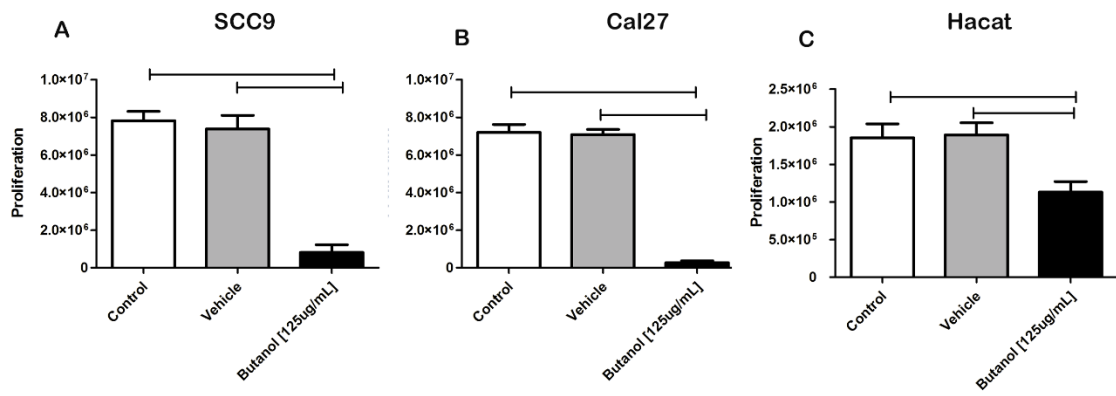 A
SCC9
Proliferation
1.0×10⁷
8.0×10⁶
6.0×10⁶
4.0×10⁶
2.0×10⁶
0
Control
Vehicle
Butanol [125ug/mL]
B
Cal27
1.0×10⁷
8.0×10⁶
6.0×10⁶
4.0×10⁶
2.0×10⁶
0
Control
Vehicle
Butanol [125ug/mL]
C
Hacat
Proliferation
2.5×10⁶
2.0×10⁶
1.5×10⁶
1.0×10⁶
5.0×10⁵
0
Control
Vehicle
Butanol [125ug/mL]